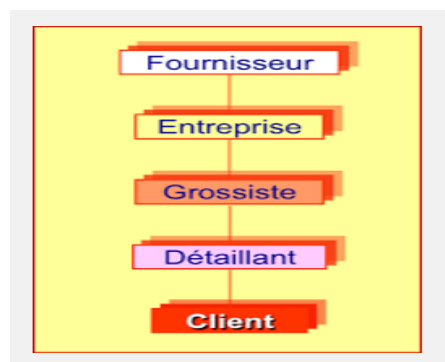 Fournisseur
Entreprise
Grossiste
Détaillant
Client